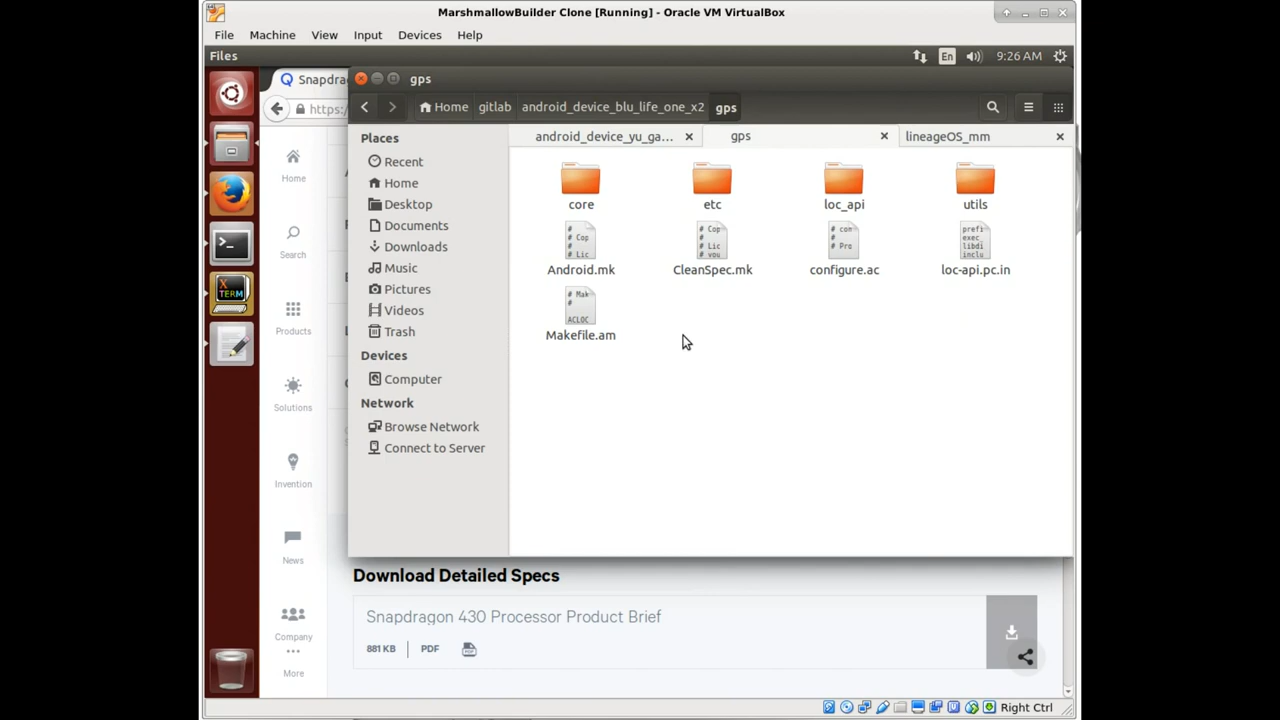 MarshmallowBuilder Clone [Running] - Oracle VM VirtualBox
File Machine View Input Devices Help
Files En 9:26 AM
Snapdrag
gps
https:
Home gitlab android_device_blu_life_one_x2 gps
Places
Recent
Home
Desktop
Documents
Downloads
Music
Pictures
Videos
Trash
Devices
Computer
Network
Browse Network
Connect to Server
android_device_yu_ga... gps lineageOS_mm
core etc loc_api utils
Android.mk CleanSpec.mk configure.ac loc-api.pc.in
Makefile.am
Home
Search
Products
Solutions
Invention
News
Company
More
Download Detailed Specs
Snapdragon 430 Processor Product Brief
881 KB PDF
Right Ctrl